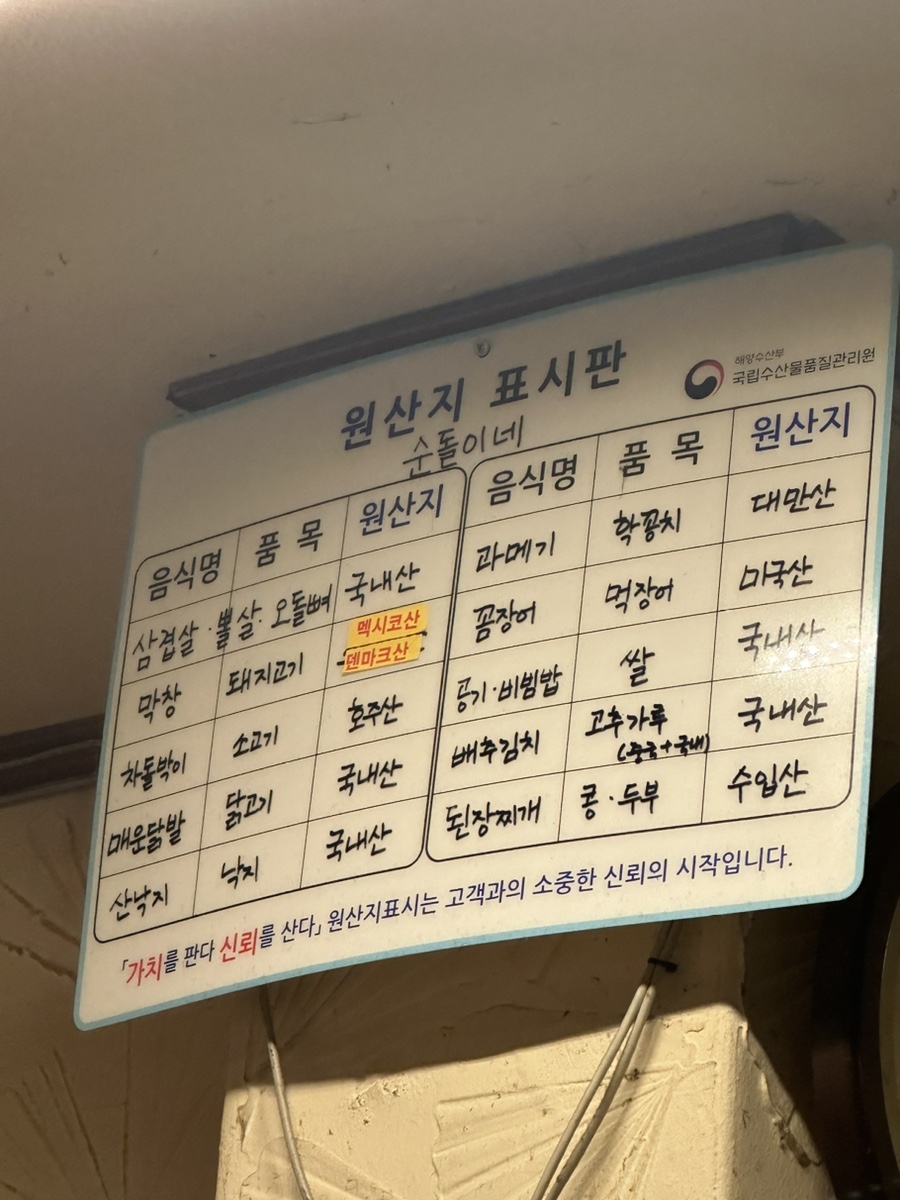 원산지 표시판
해양수산부
국립수산물품질관리원
순돌이네
음식명 품 목 원산지
삼겹살·뽈살·오돌뼈 국내산
막창 돼지고기 멕시코산
덴마크산
차돌박이 소고기 호주산
매운닭발 닭고기 국내산
산낙지 낙지 국내산
음식명 품 목 원산지
과메기 학꽁치 대만산
꼼장어 먹장어 미국산
공기·비빔밥 쌀 국내산
배추김치 고추가루 국내산
(중국+국내)
된장찌개 콩·두부 수입산
「가치를 판다 신뢰를 산다」 원산지표시는 고객과의 소중한 신뢰의 시작입니다.